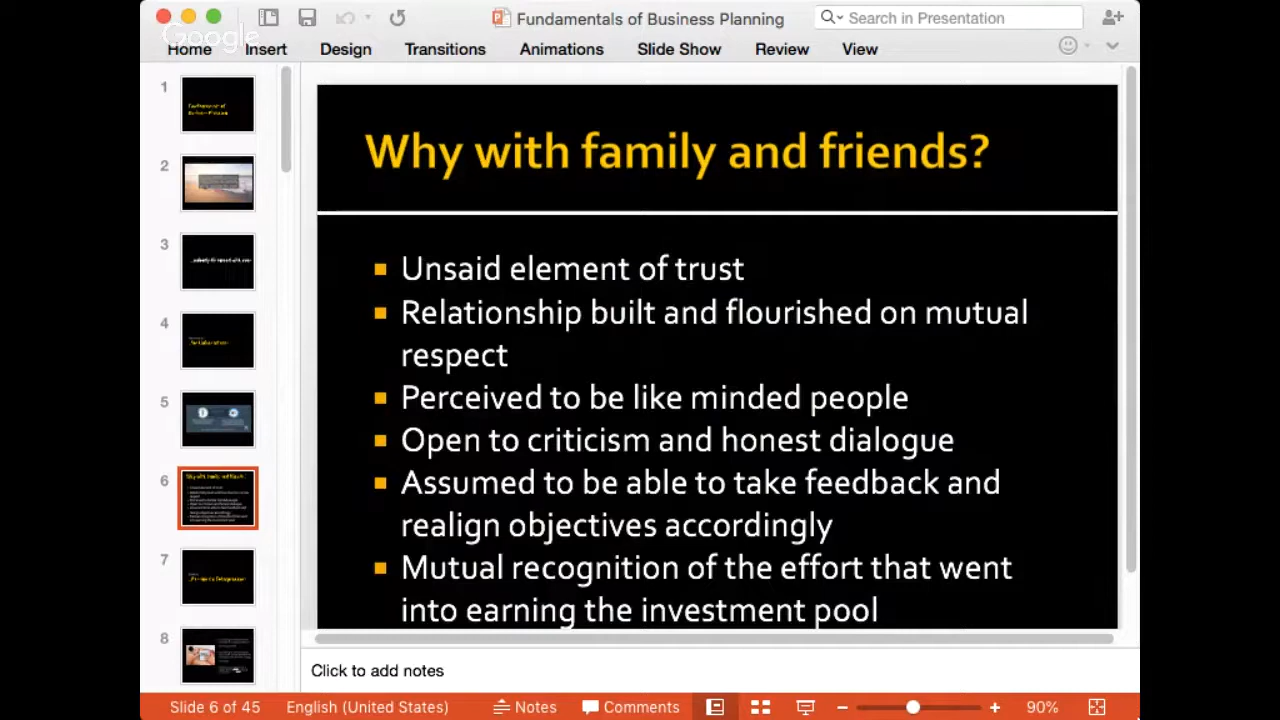 Fundamentals of Business Planning
Search in Presentation
Google
Home Insert Design Transitions Animations Slide Show Review View
1
2
3
4
5
6
7
8
Why with family and friends?
Unsaid element of trust
Relationship built and flourished on mutual
respect
Perceived to be like minded people
Open to criticism and honest dialogue
Assumed to be able to take feedback and
realign objectives accordingly
Mutual recognition of the effort that went
into earning the investment pool
Click to add notes
Slide 6 of 45 English (United States) Notes Comments 90%